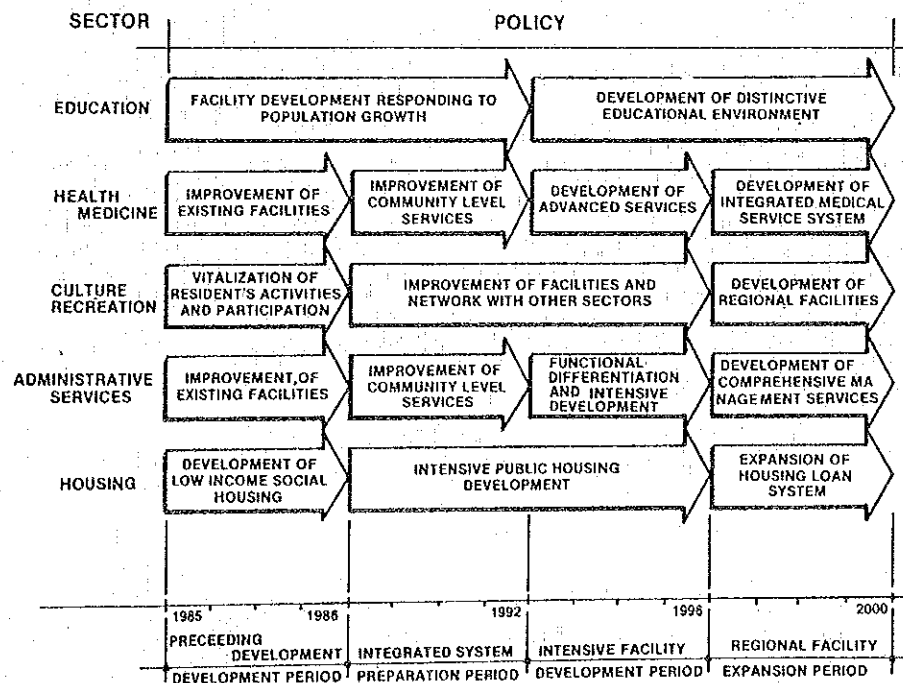 SECTOR
POLICY
EDUCATION
FACILITY DEVELOPMENT RESPONDING TO
POPULATION GROWTH
DEVELOPMENT OF DISTINCTIVE
EDUCATIONAL ENVIRONMENT
HEALTH
MEDICINE
IMPROVEMENT OF
EXISTING FACILITIES
IMPROVEMENT OF
COMMUNITY LEVEL
SERVICES
DEVELOPMENT OF
ADVANCED SERVICES
DEVELOPMENT OF
INTEGRATED MEDICAL
SERVICE SYSTEM
CULTURE
RECREATION
VITALIZATION OF
RESIDENT'S ACTIVITIES
AND PARTICIPATION
IMPROVEMENT OF FACILITIES AND
NETWORK WITH OTHER SECTORS
DEVELOPMENT OF
REGIONAL FACILITIES
ADMINISTRATIVE
SERVICES
IMPROVEMENT, OF
EXISTING FACILITIES
IMPROVEMENT OF
COMMUNITY LEVEL
SERVICES
FUNCTIONAL
DIFFERENTIATION
AND INTENSIVE
DEVELOPMENT
DEVELOPMENT OF
COMPREHENSIVE MA
NAGEMENT SERVICES
HOUSING
DEVELOPMENT OF
LOW INCOME SOCIAL
HOUSING
INTENSIVE PUBLIC HOUSING
DEVELOPMENT
EXPANSION OF
HOUSING LOAN
SYSTEM
1985 1986 1992 1996 2000
PRECEEDING
DEVELOPMENT
DEVELOPMENT PERIOD
INTEGRATED SYSTEM
PREPARATION PERIOD
INTENSIVE FACILITY
DEVELOPMENT PERIOD
REGIONAL FACILITY
EXPANSION PERIOD